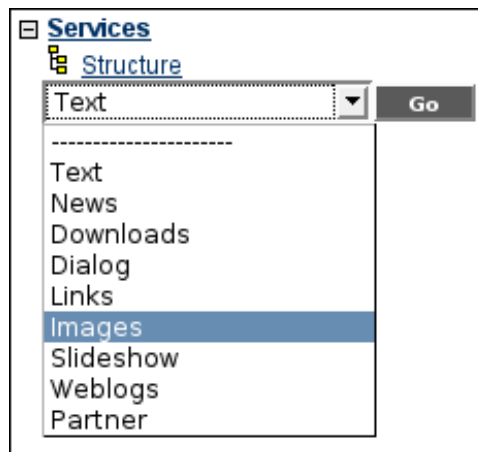 Services
Structure
Text Go
----------------------
Text
News
Downloads
Dialog
Links
Images
Slideshow
Weblogs
Partner